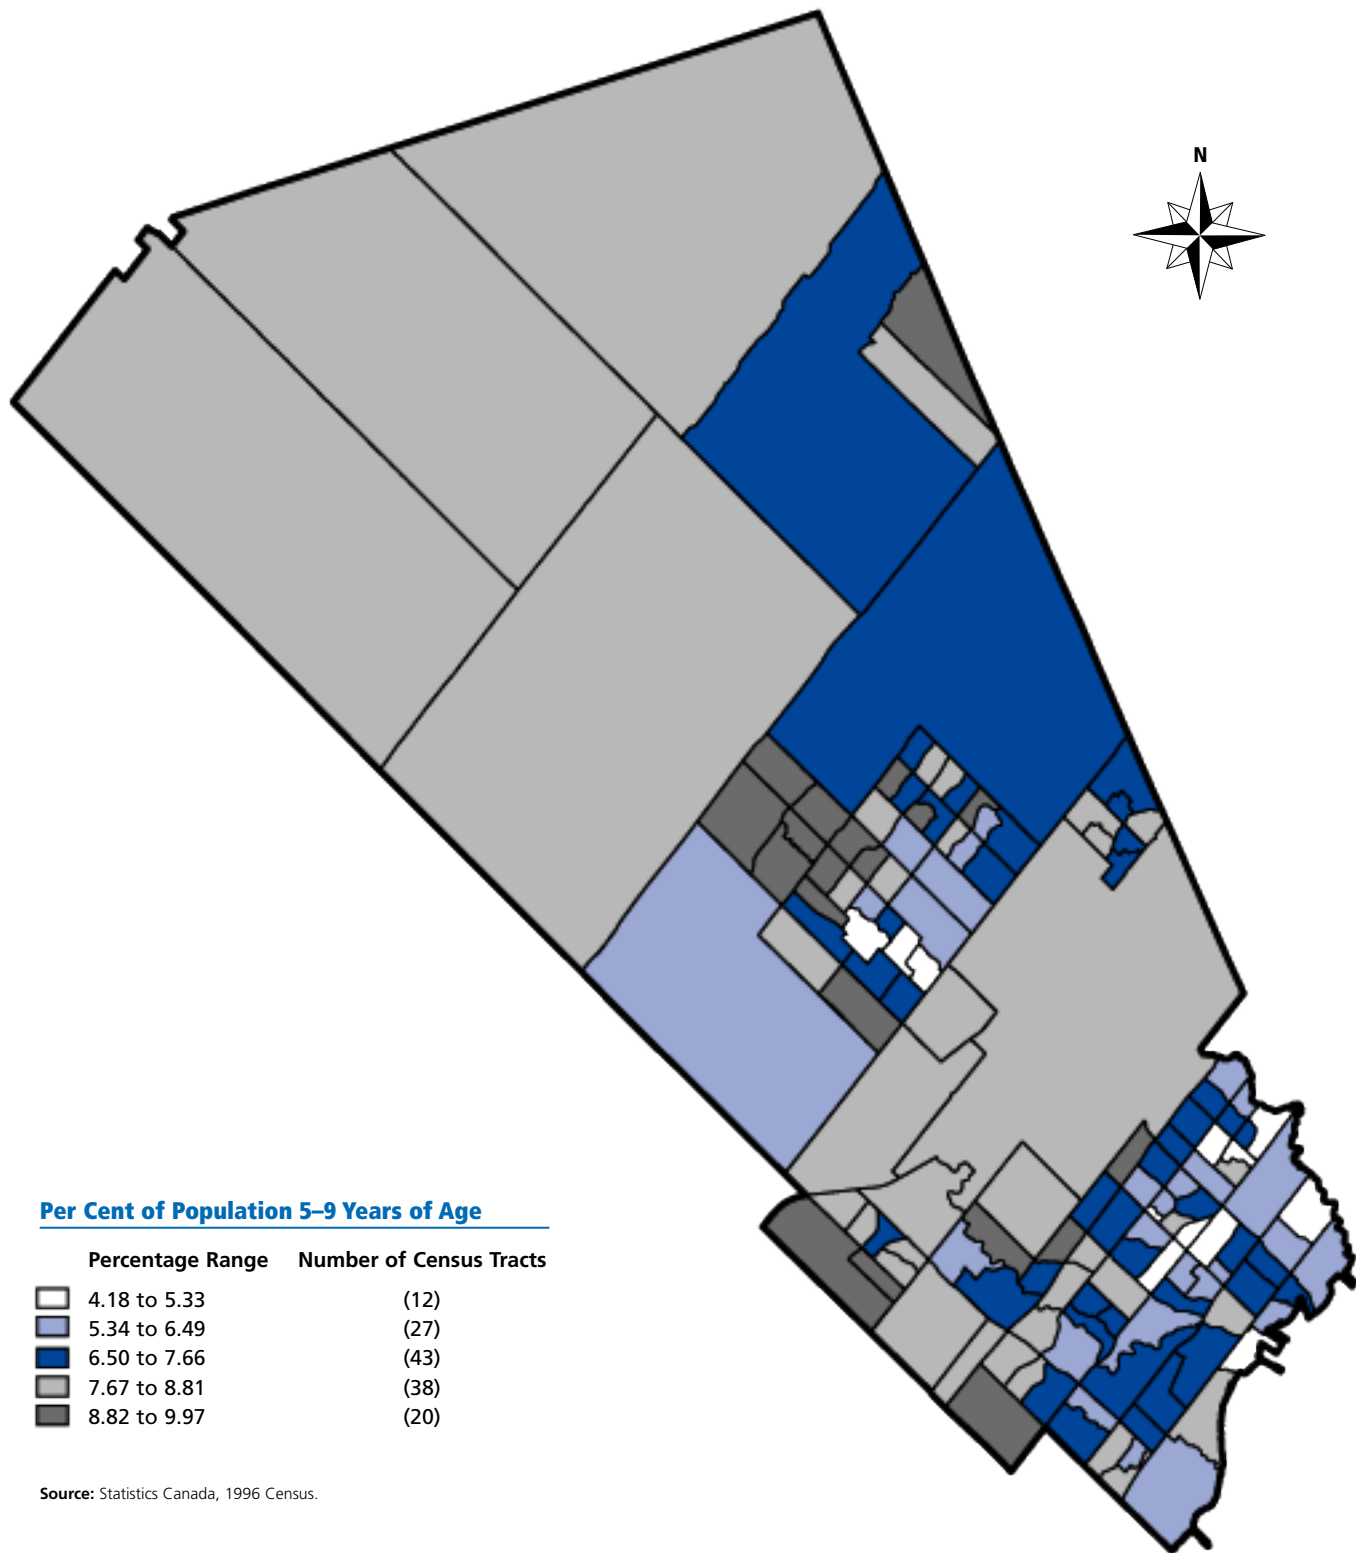 N
Per Cent of Population 5–9 Years of Age
Percentage Range Number of Census Tracts
4.18 to 5.33 (12)
5.34 to 6.49 (27)
6.50 to 7.66 (43)
7.67 to 8.81 (38)
8.82 to 9.97 (20)
Source: Statistics Canada, 1996 Census.